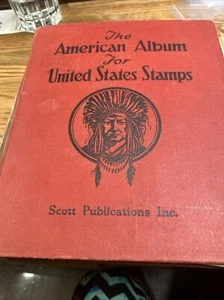 The
American Album
For
United States Stamps
Scott Publications Inc.